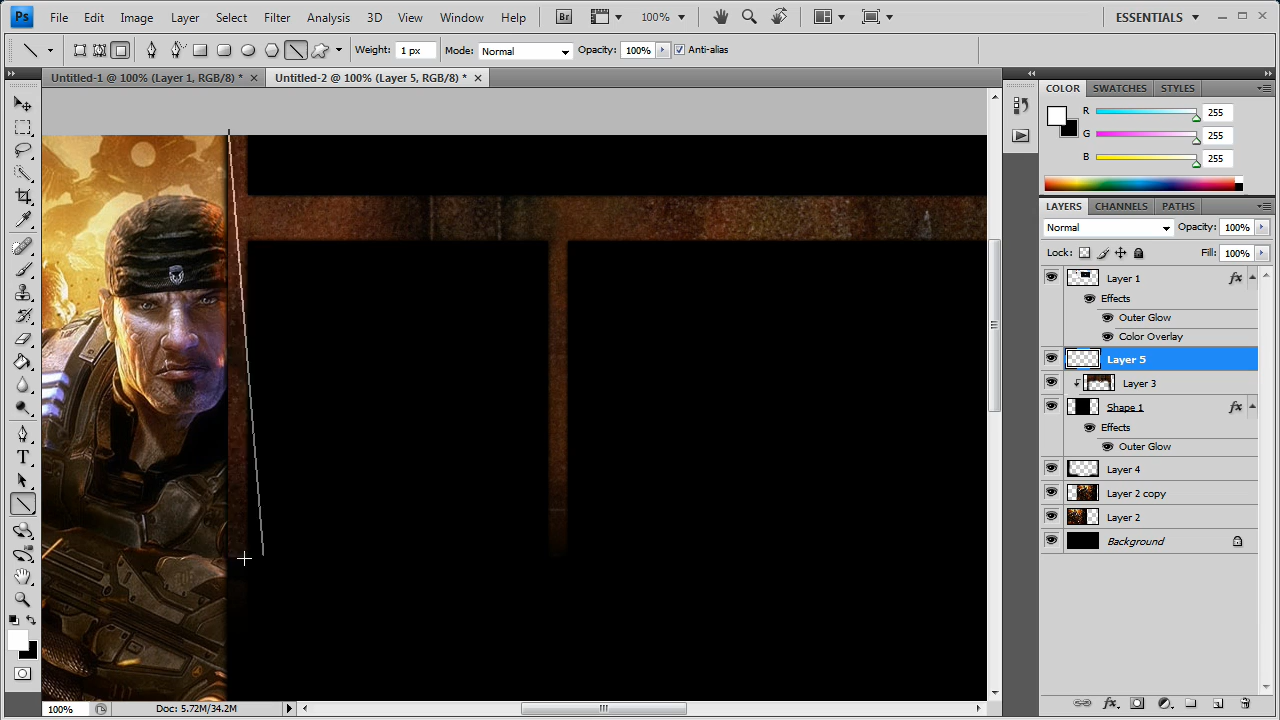 Ps File Edit Image Layer Select Filter Analysis 3D View Window Help Br 100% ESSENTIALS
Weight: 1 px Mode: Normal Opacity: 100% Anti-alias
Untitled-1 @ 100% (Layer 1, RGB/8) * Untitled-2 @ 100% (Layer 5, RGB/8) *
COLOR SWATCHES STYLES
R 255
G 255
B 255
LAYERS CHANNELS PATHS
Normal Opacity: 100%
Lock: Fill: 100%
Layer 1 fx
Effects
Outer Glow
Color Overlay
Layer 5
Layer 3
Shape 1 fx
Effects
Outer Glow
Layer 4
Layer 2 copy
Layer 2
Background
T
100% Doc: 5.72M/34.2M
fx